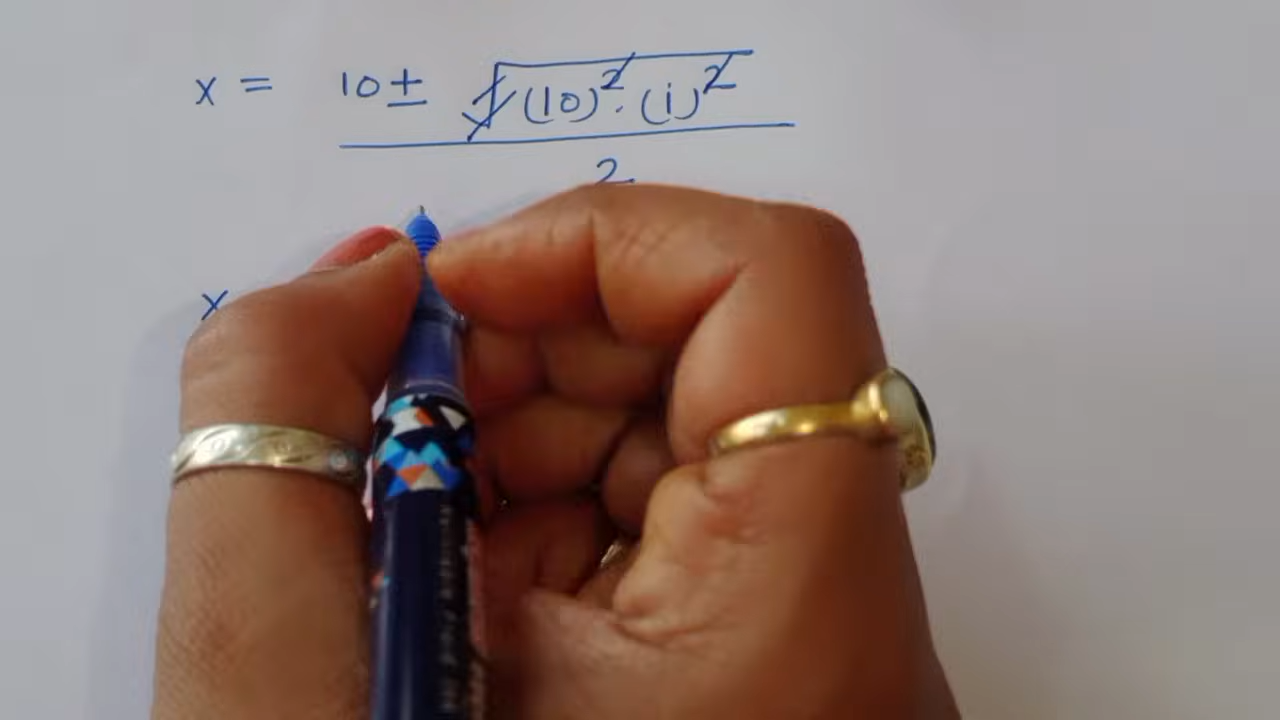 x = 10 ± √(10)² · (i)²
2
x